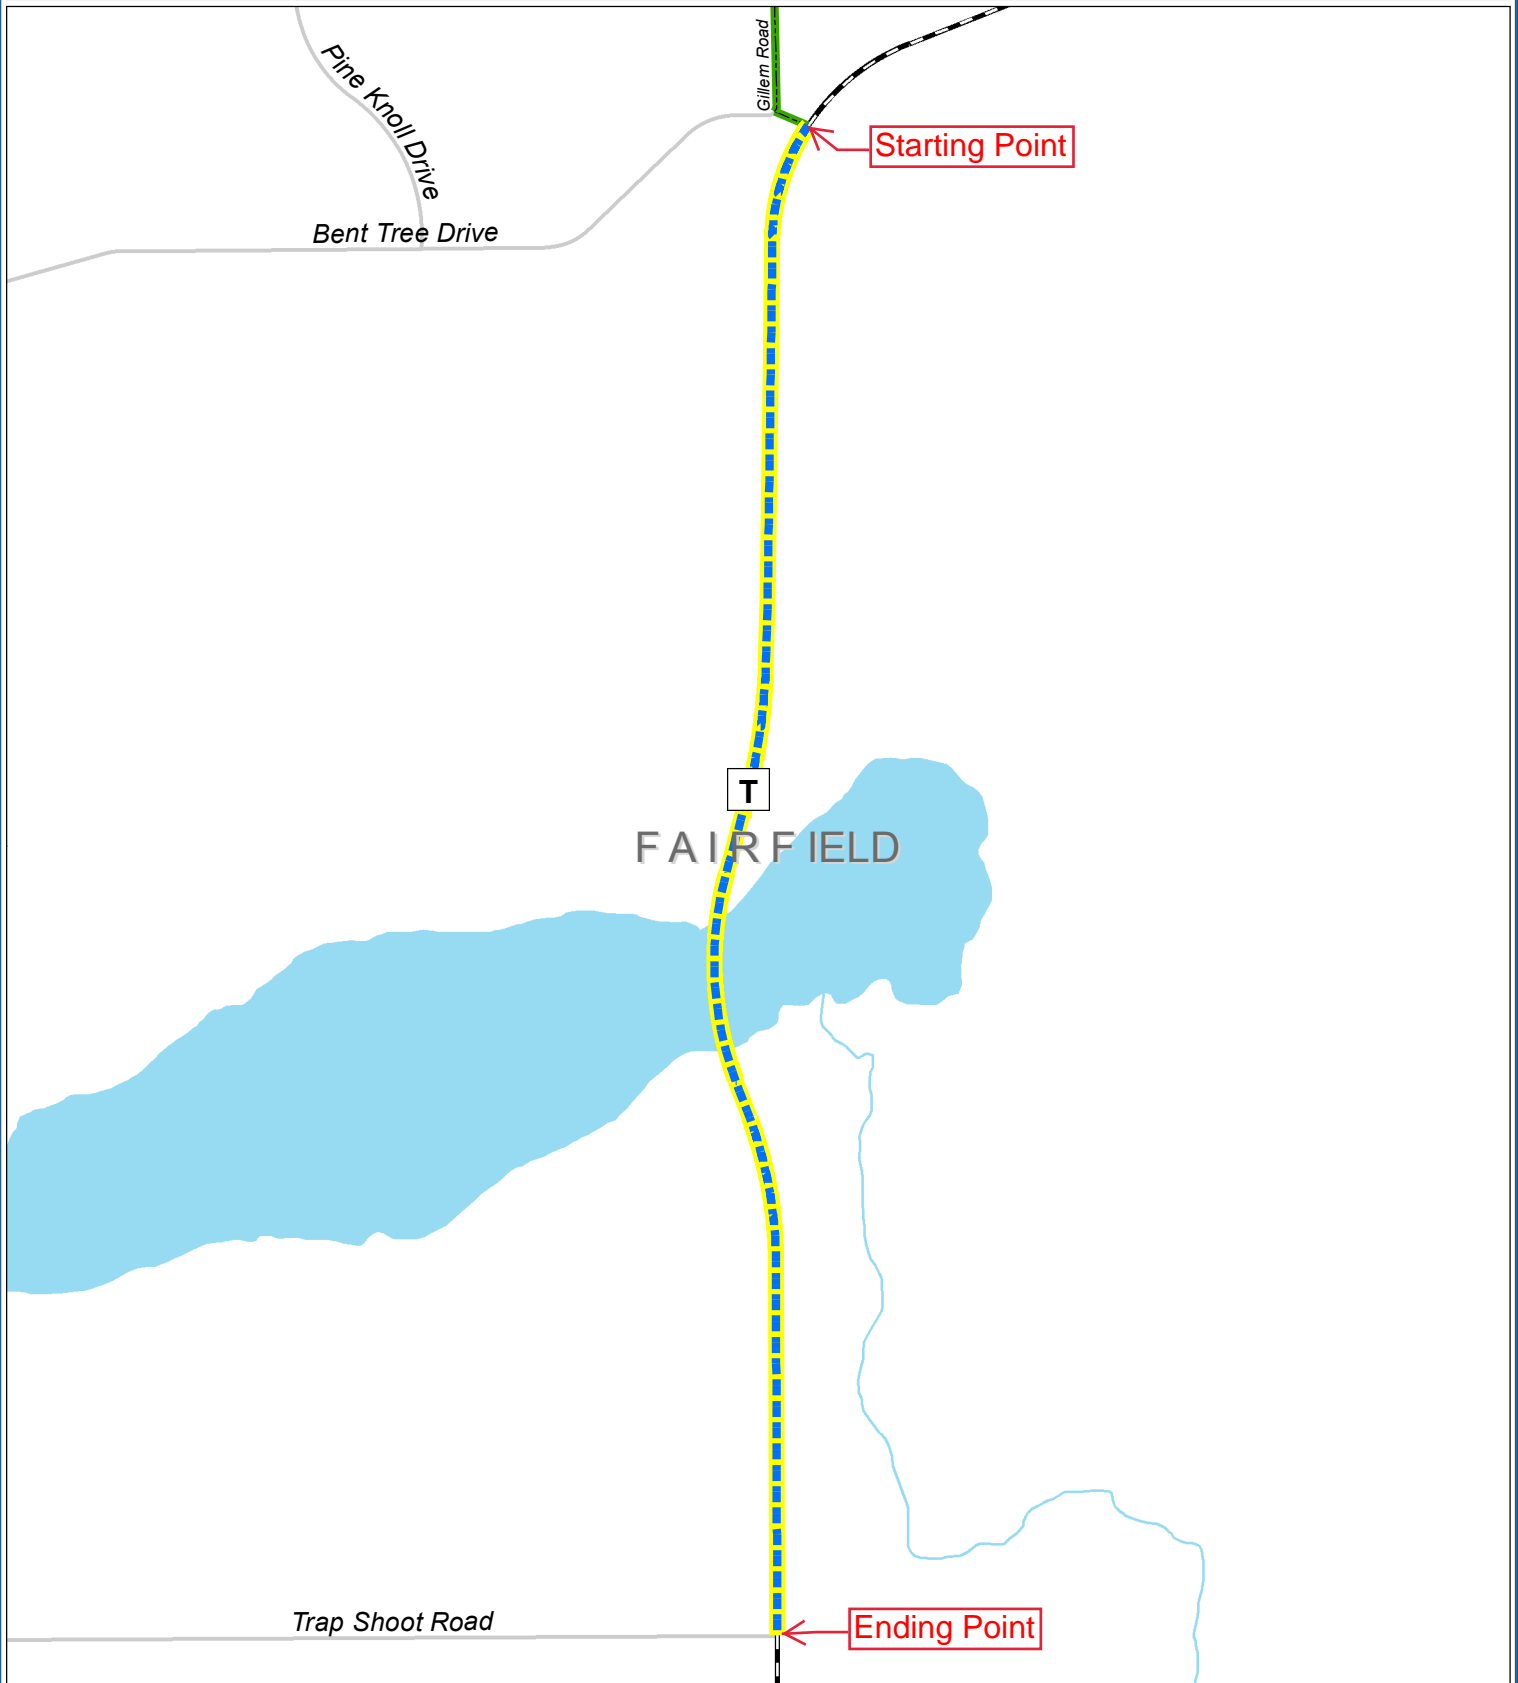 Gillem Road
Pine Knoll Drive
Starting Point
Bent Tree Drive
T
FAIRFIELD
Trap Shoot Road
Ending Point